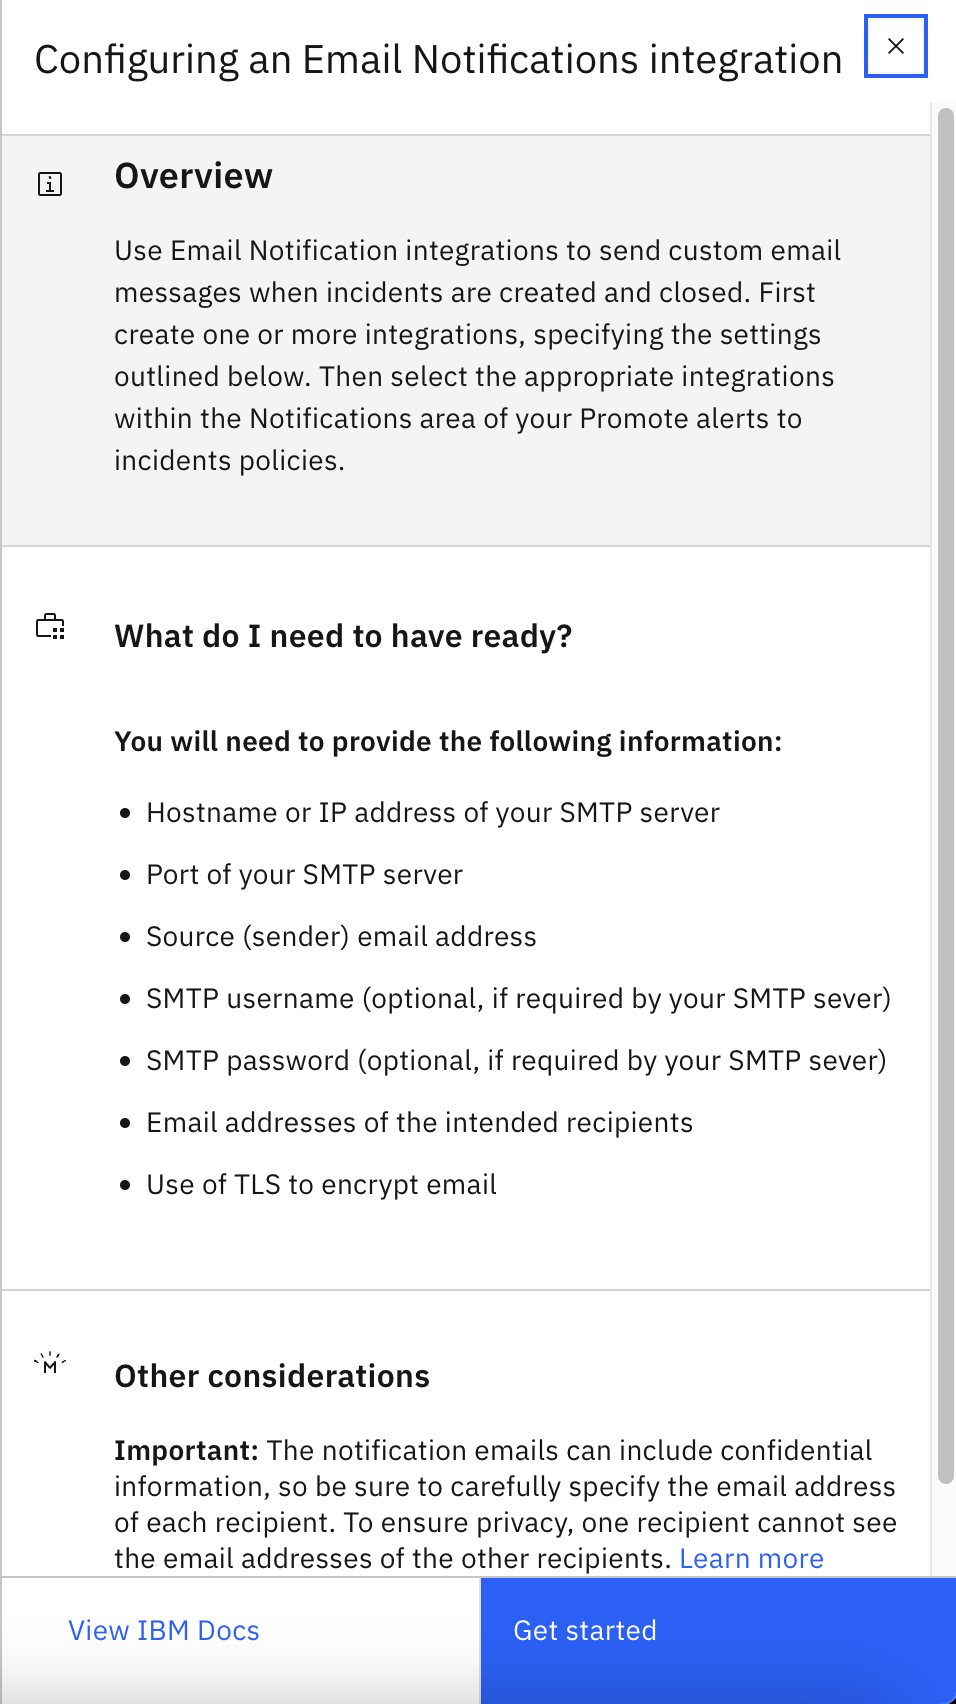 Configuring an Email Notifications integration
Overview
Use Email Notification integrations to send custom email
messages when incidents are created and closed. First
create one or more integrations, specifying the settings
outlined below. Then select the appropriate integrations
within the Notifications area of your Promote alerts to
incidents policies.
What do I need to have ready?
You will need to provide the following information:
• Hostname or IP address of your SMTP server
• Port of your SMTP server
• Source (sender) email address
• SMTP username (optional, if required by your SMTP sever)
• SMTP password (optional, if required by your SMTP sever)
• Email addresses of the intended recipients
• Use of TLS to encrypt email
Other considerations
Important: The notification emails can include confidential
information, so be sure to carefully specify the email address
of each recipient. To ensure privacy, one recipient cannot see
the email addresses of the other recipients. Learn more
View IBM Docs
Get started